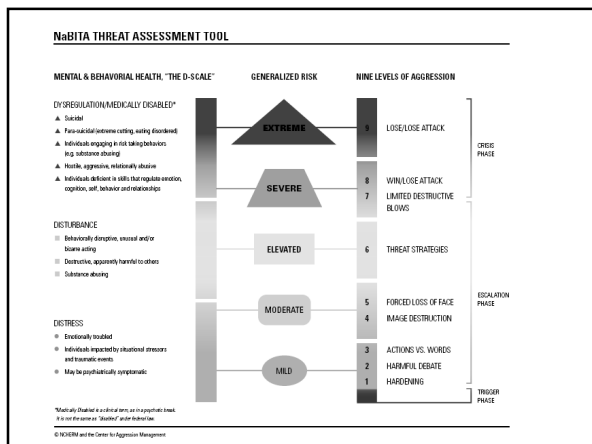 NaBITA THREAT ASSESSMENT TOOL
MENTAL & BEHAVIORAL HEALTH, "THE D-SCALE"
GENERALIZED RISK
NINE LEVELS OF AGGRESSION
DYSREGULATION/MEDICALLY DISABLED*
Suicidal
Para-suicidal (extreme cutting, eating disordered)
Individuals engaging in risk taking behaviors
(e.g. substance abusing)
Hostile, aggressive, relationally abusive
Individuals deficient in skills that regulate emotion,
cognition, self, behavior and relationships
DISTURBANCE
Behaviorally disruptive, unusual and/or
bizarre acting
Destructive, apparently harmful to others
Substance abusing
DISTRESS
Emotionally troubled
Individuals impacted by situational stressors
and traumatic events
May be psychiatrically symptomatic
EXTREME
SEVERE
ELEVATED
MODERATE
MILD
9 LOSE/LOSE ATTACK
8 WIN/LOSE ATTACK
7 LIMITED DESTRUCTIVE
BLOWS
6 THREAT STRATEGIES
5 FORCED LOSS OF FACE
4 IMAGE DESTRUCTION
3 ACTIONS VS. WORDS
2 HARMFUL DEBATE
1 HARDENING
CRISIS
PHASE
ESCALATION
PHASE
TRIGGER
PHASE
*Medically Disabled is a clinical term, as in a psychotic break.
It is not the same as "disabled" under federal law.
© NCHERM and the Center for Aggression Management